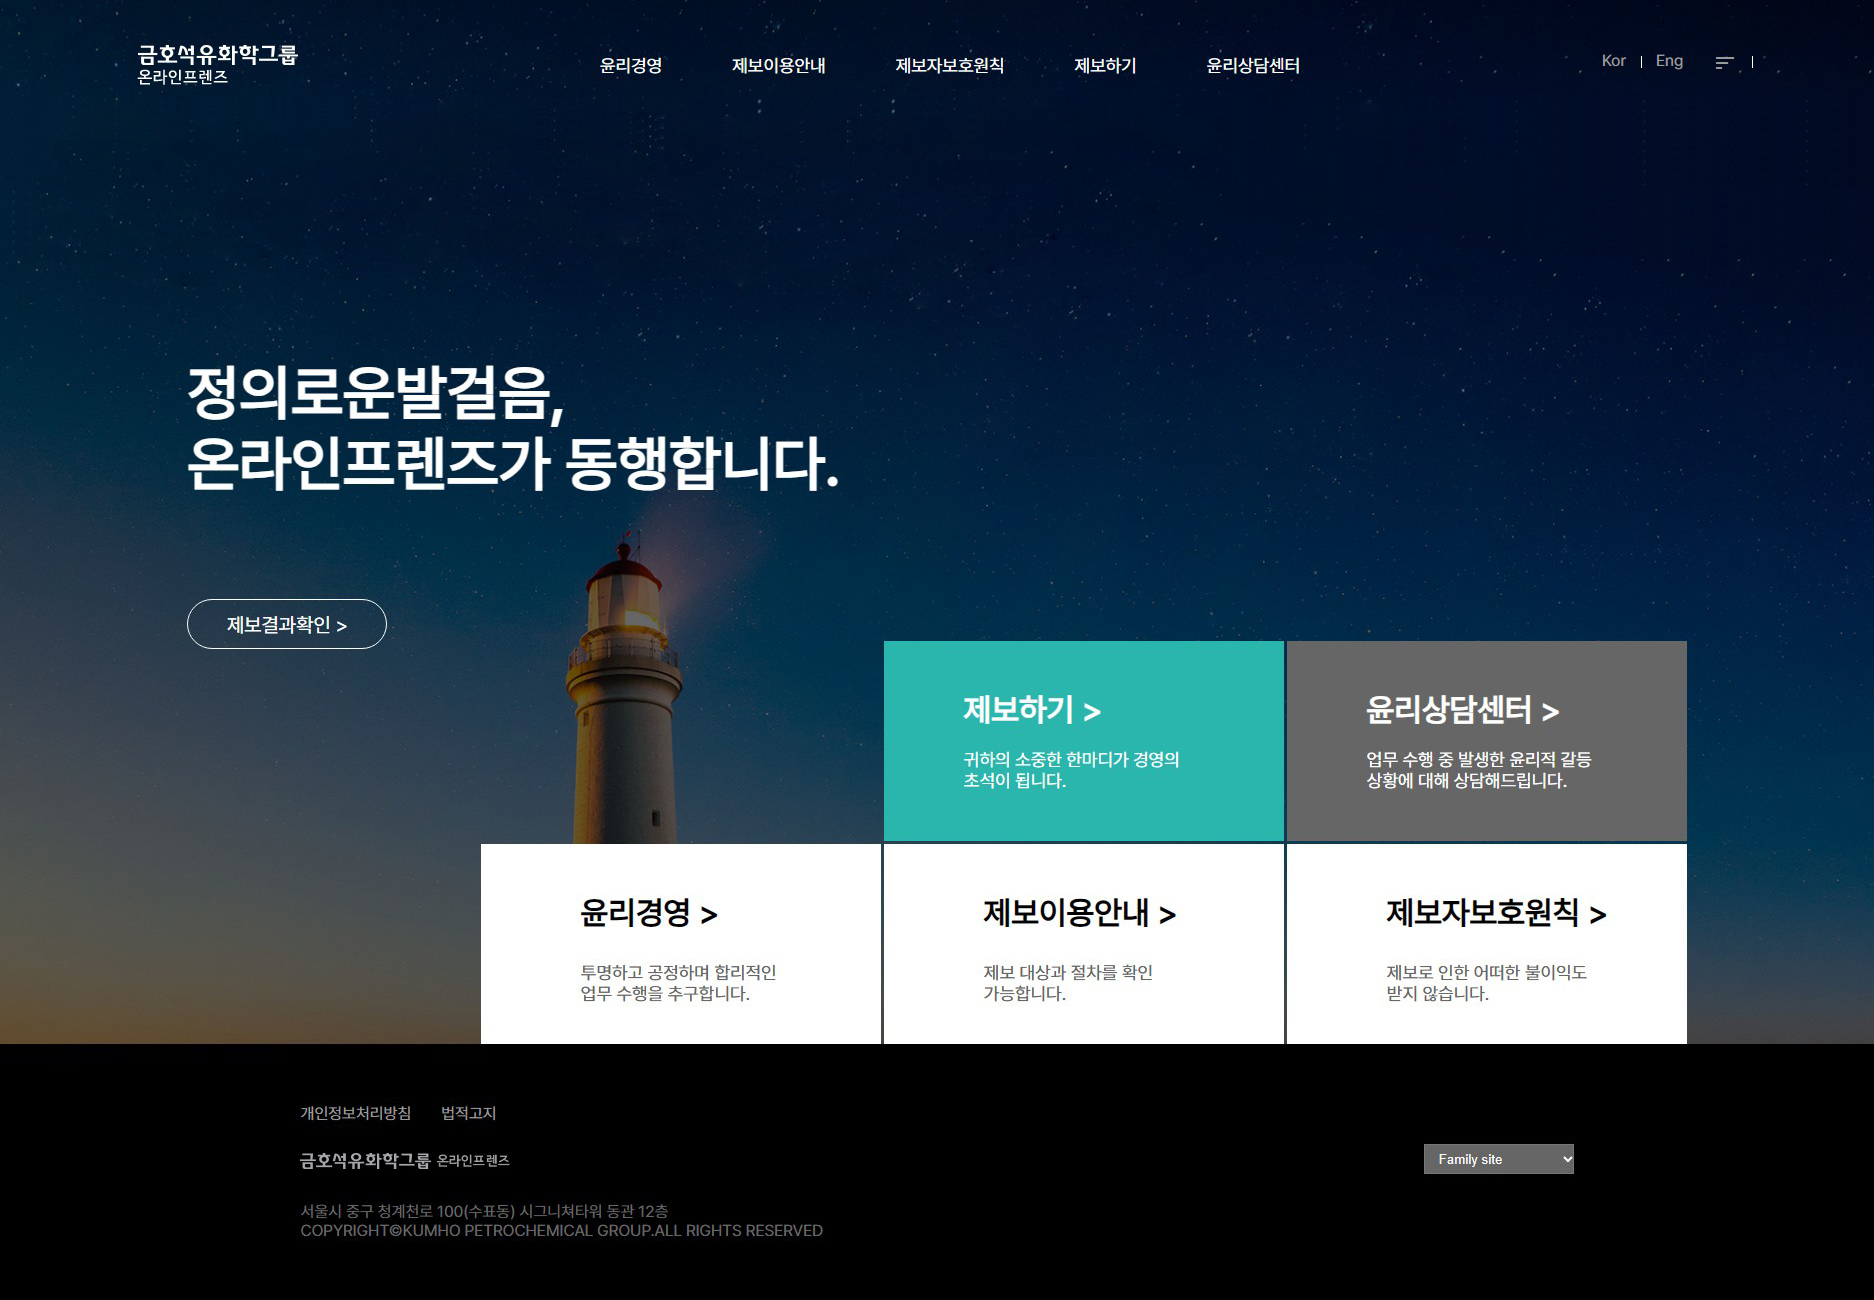 금호석유화학그룹
온라인프렌즈
윤리경영 제보이용안내 제보자보호원칙 제보하기 윤리상담센터
Kor Eng
정의로운발걸음,
온라인프렌즈가 동행합니다.
제보결과확인 >
제보하기 >
귀하의 소중한 한마디가 경영의
초석이 됩니다.
윤리상담센터 >
업무 수행 중 발생한 윤리적 갈등
상황에 대해 상담해드립니다.
윤리경영 >
투명하고 공정하며 합리적인
업무 수행을 추구합니다.
제보이용안내 >
제보 대상과 절차를 확인
가능합니다.
제보자보호원칙 >
제보로 인한 어떠한 불이익도
받지 않습니다.
개인정보처리방침 법적고지
금호석유화학그룹 온라인프렌즈
Family site
서울시 중구 청계천로 100(수표동) 시그니쳐타워 동관 12층
COPYRIGHT©KUMHO PETROCHEMICAL GROUP.ALL RIGHTS RESERVED